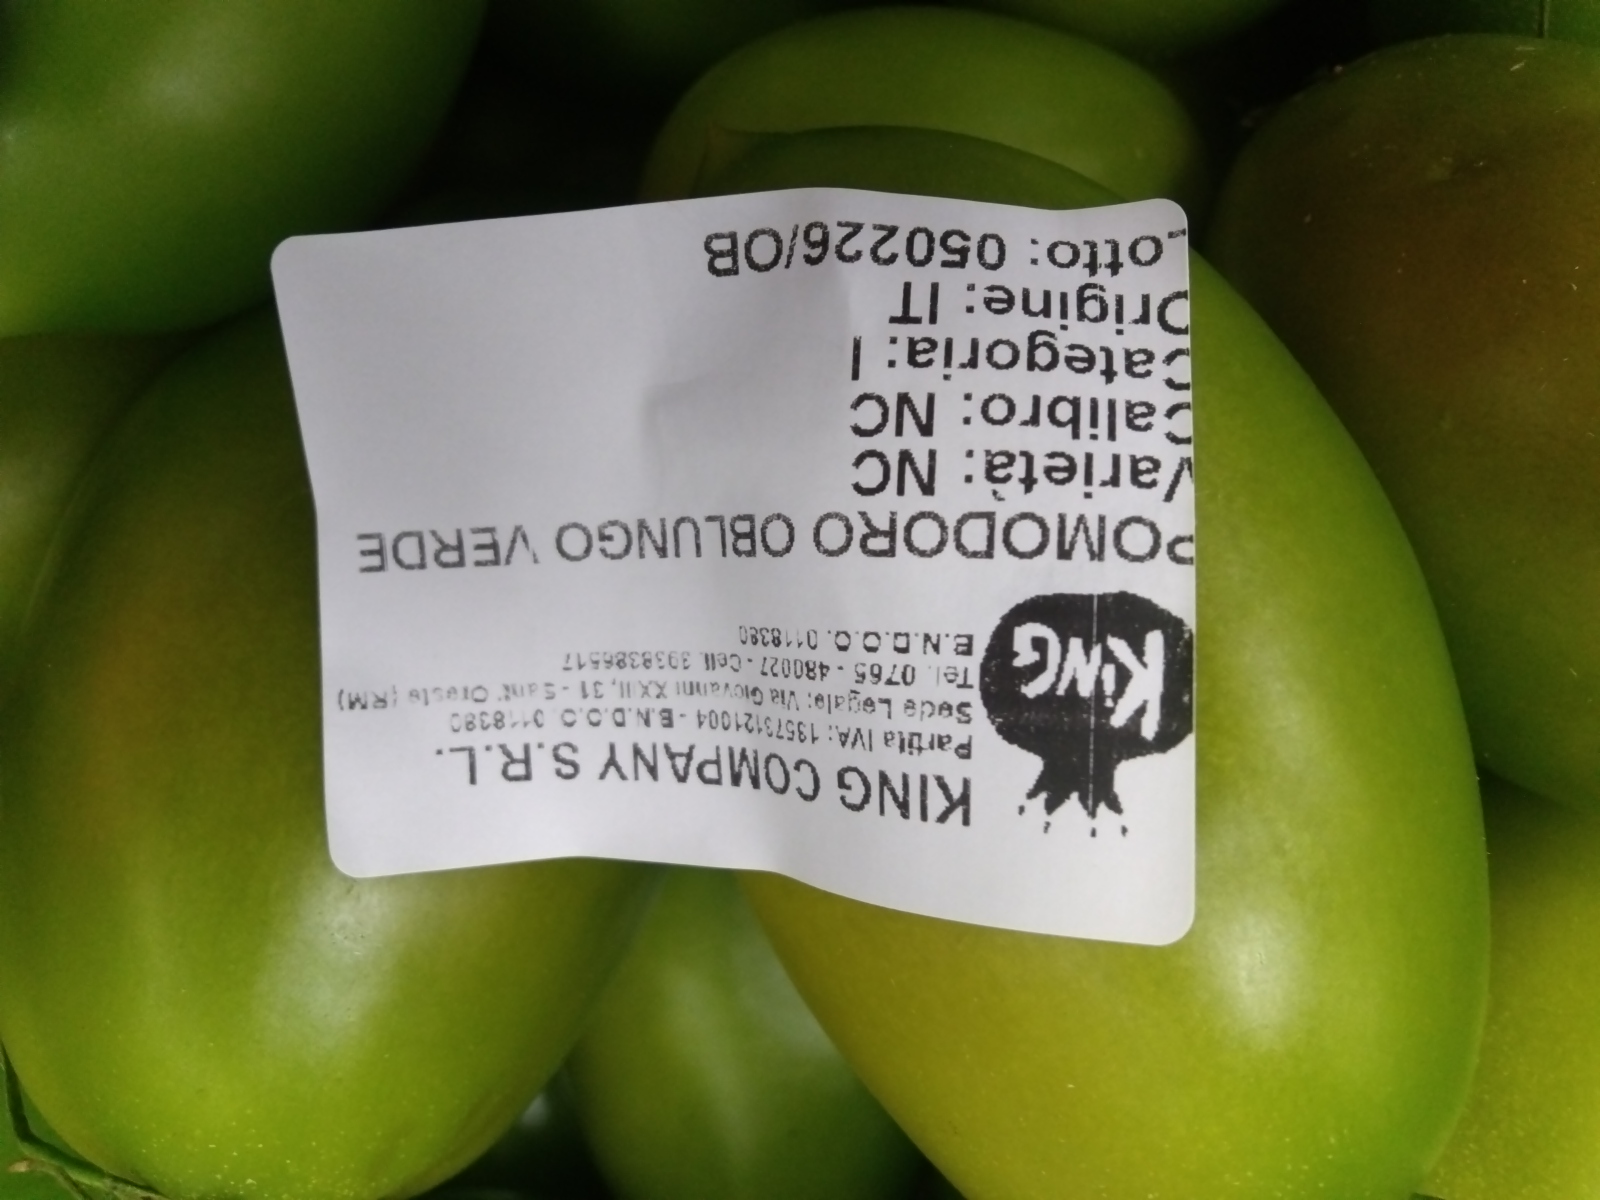 KING COMPANY S.R.L.
Partita IVA: 13573121004 - B.N.D.O.O. 0118380
Sede Legale: Via Giovanni XXIII, 31 - Sant' Oreste (RM)
Tel. 0765 - 480027 - Cell. 3938386517
B.N.D.O.O. 0118380
KiNG
POMODORO OBLUNGO VERDE
Varietà: NC
Calibro: NC
Categoria: I
Origine: IT
Lotto: 050226/OB